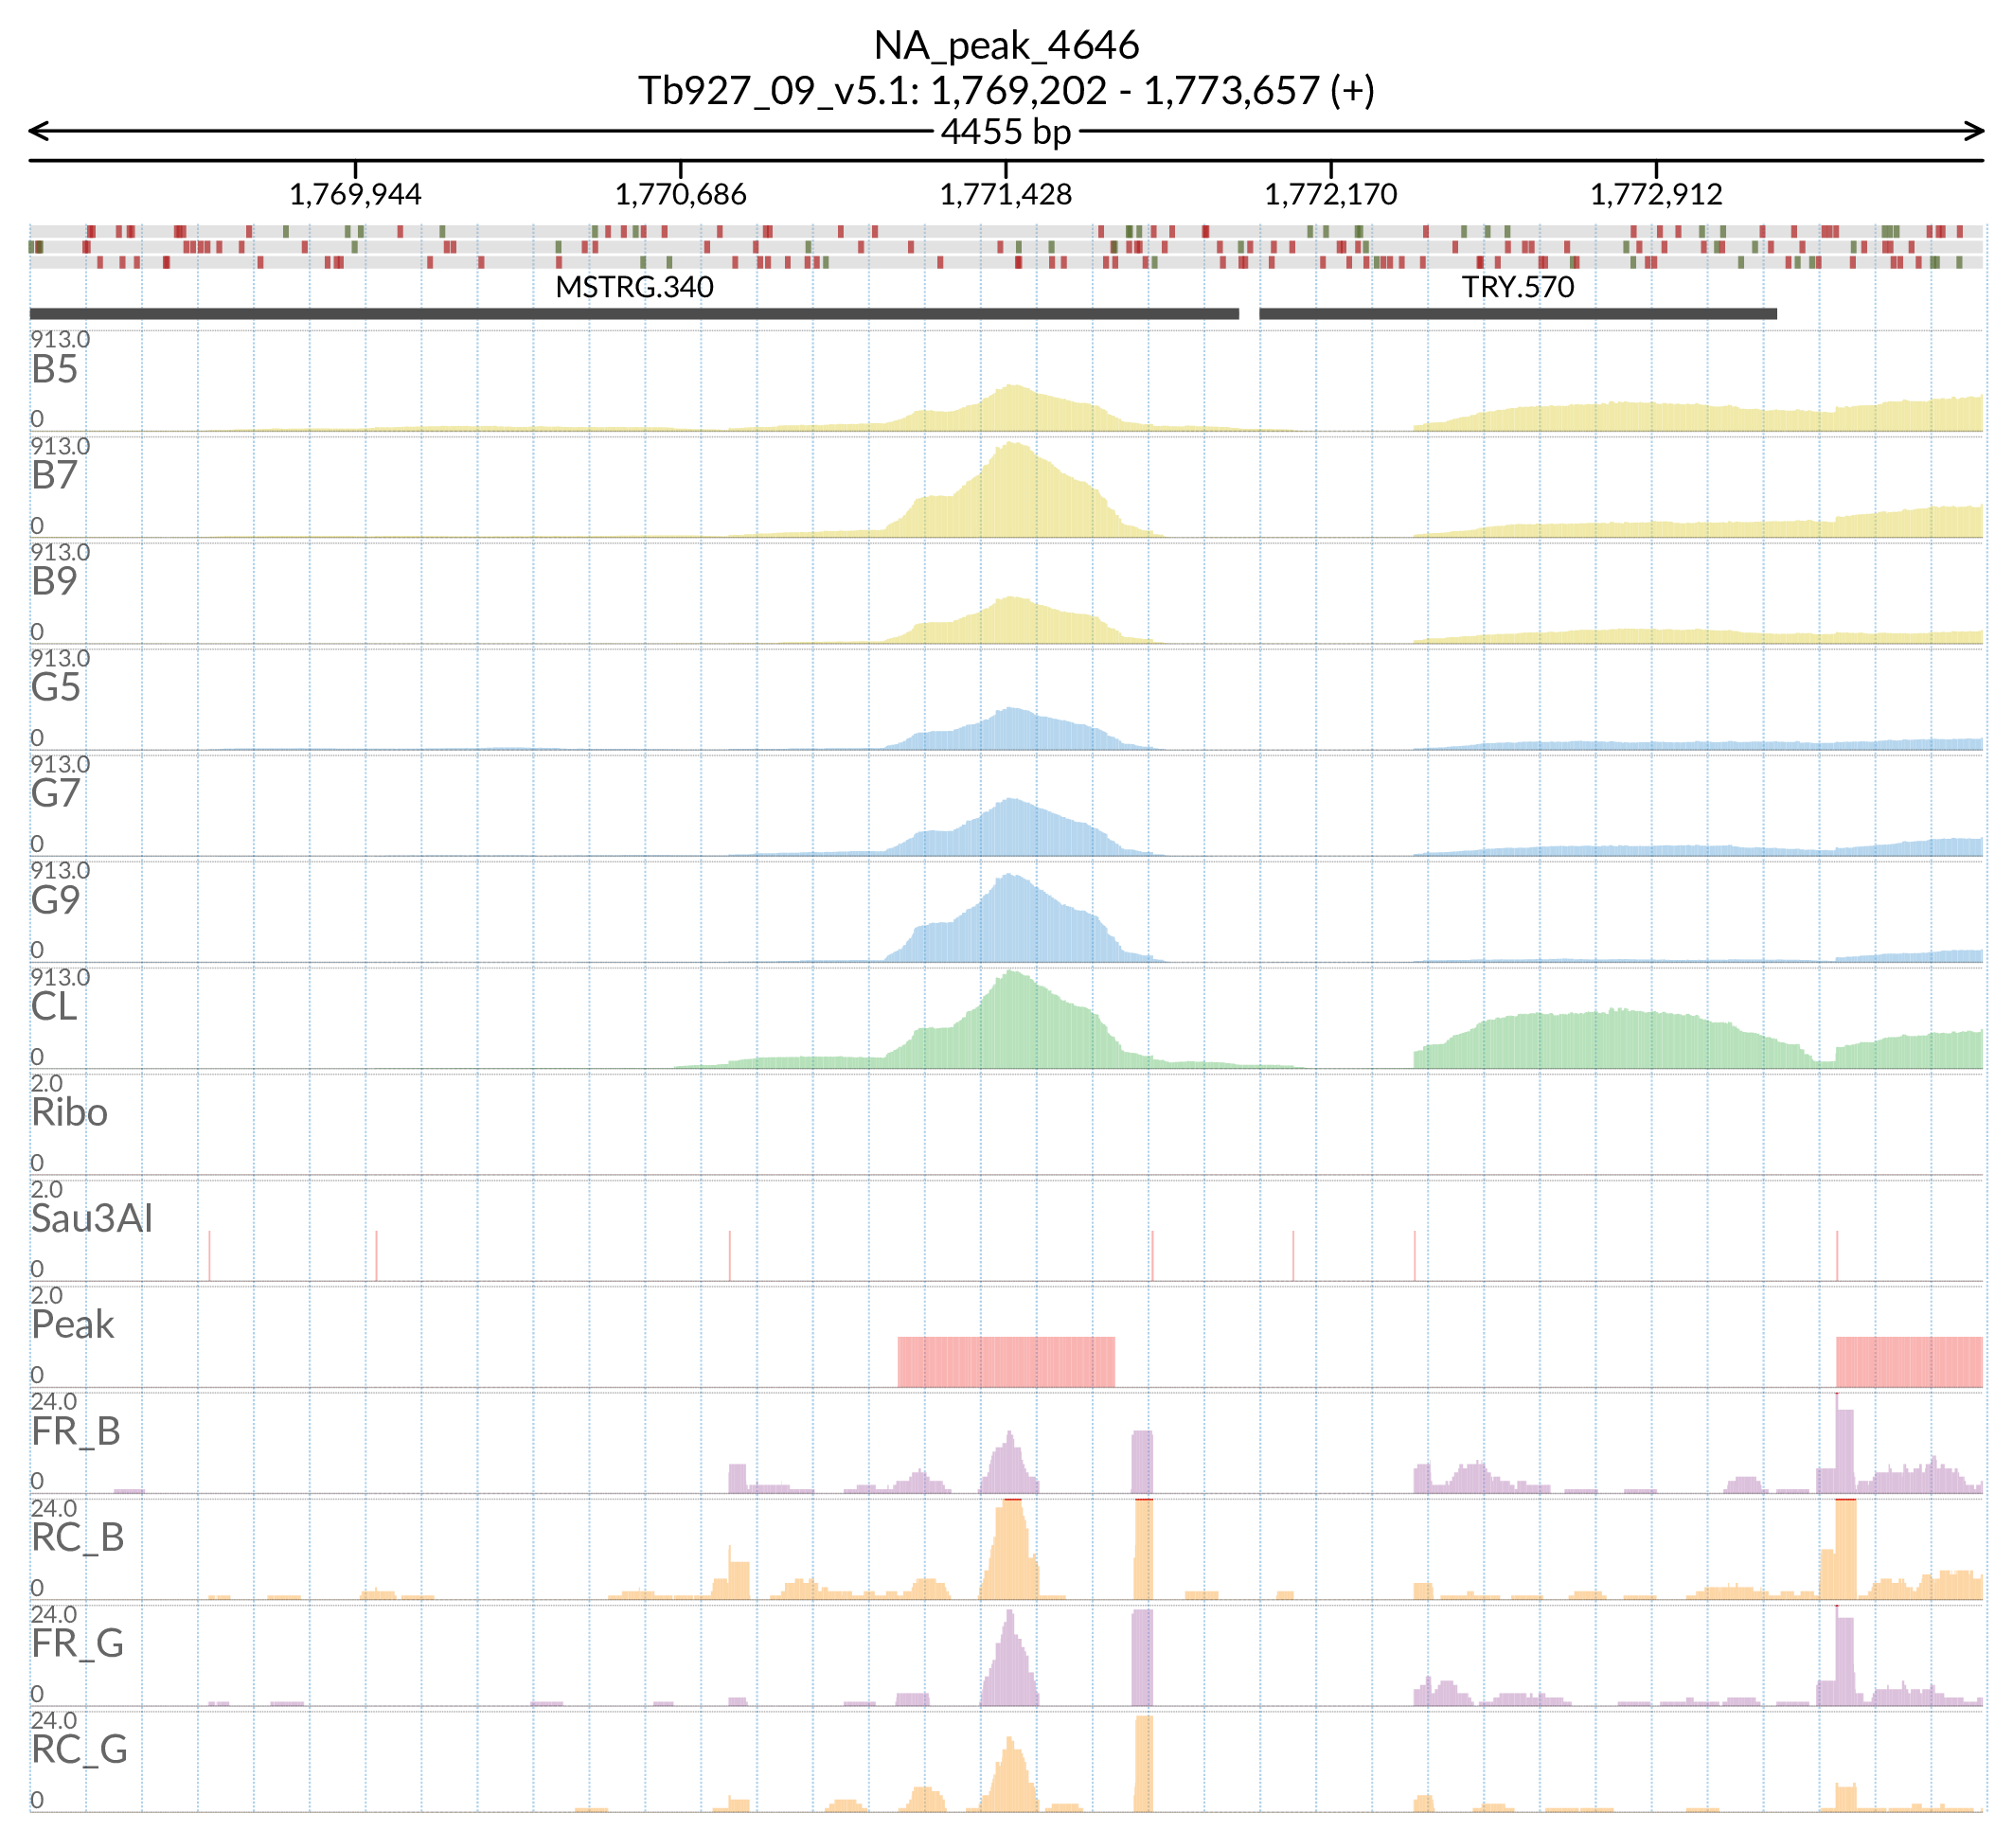 NA_peak_4646
Tb927_09_v5.1: 1,769,202 - 1,773,657 (+)
4455 bp
1,769,944 1,770,686 1,771,428 1,772,170 1,772,912
MSTRG.340 TRY.570
913.0
B5
0
913.0
B7
0
913.0
B9
0
913.0
G5
0
913.0
G7
0
913.0
G9
0
913.0
CL
0
2.0
Ribo
0
2.0
Sau3AI
0
2.0
Peak
0
24.0
FR_B
0
24.0
RC_B
0
24.0
FR_G
0
24.0
RC_G
0